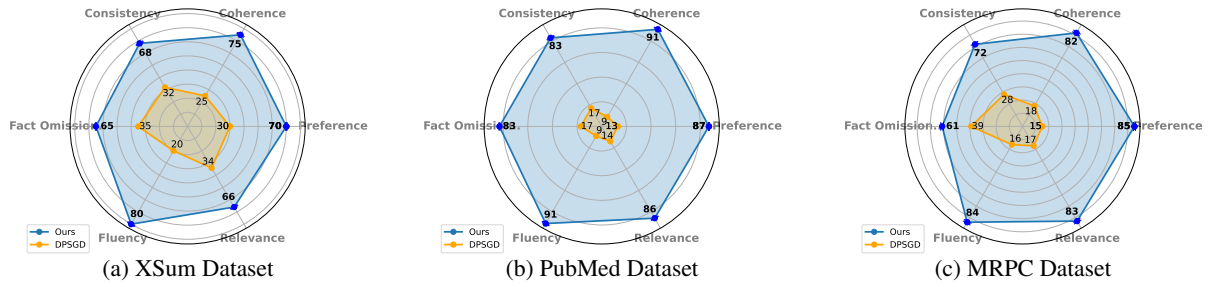 Consistency
Coherence
68
75
32
25
Fact Omission..
65
35
30
70
Preference
20
34
80
66
Fluency
Relevance
Ours
DPSGD
(a) XSum Dataset
Consistency
Coherence
83
91
17
9
Fact Omission..
83
17
13
87
Preference
9
14
91
86
Fluency
Relevance
Ours
DPSGD
(b) PubMed Dataset
Consistency
Coherence
72
82
28
18
Fact Omission..
61
39
15
85
Preference
16
17
84
83
Fluency
Relevance
Ours
DPSGD
(c) MRPC Dataset